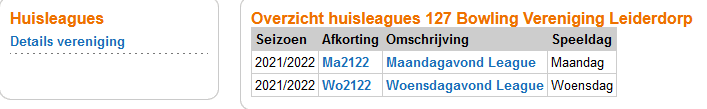 Huisleagues
Details vereniging
Overzicht huisleagues 127 Bowling Vereniging Leiderdorp
Seizoen Afkorting Omschrijving Speeldag
2021/2022 Ma2122 Maandagavond League Maandag
2021/2022 Wo2122 Woensdagavond League Woensdag